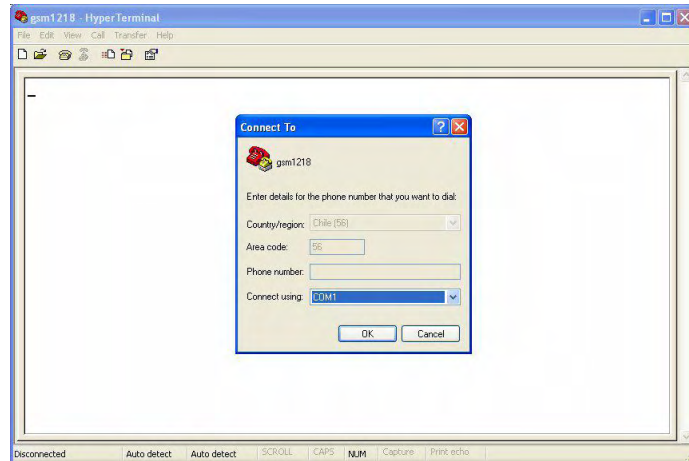 gsm1218 - HyperTerminal
File Edit View Call Transfer Help
Connect To
gsm1218
Enter details for the phone number that you want to dial:
Country/region: Chile (56)
Area code: 56
Phone number:
Connect using: COM1
OK Cancel
Disconnected Auto detect Auto detect SCROLL CAPS NUM Capture Print echo